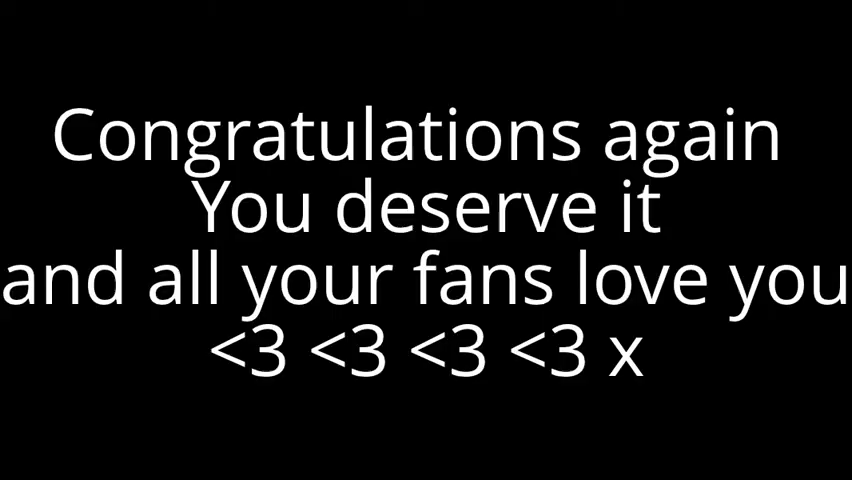 Congratulations again
You deserve it
and all your fans love you
<3 <3 <3 <3 x